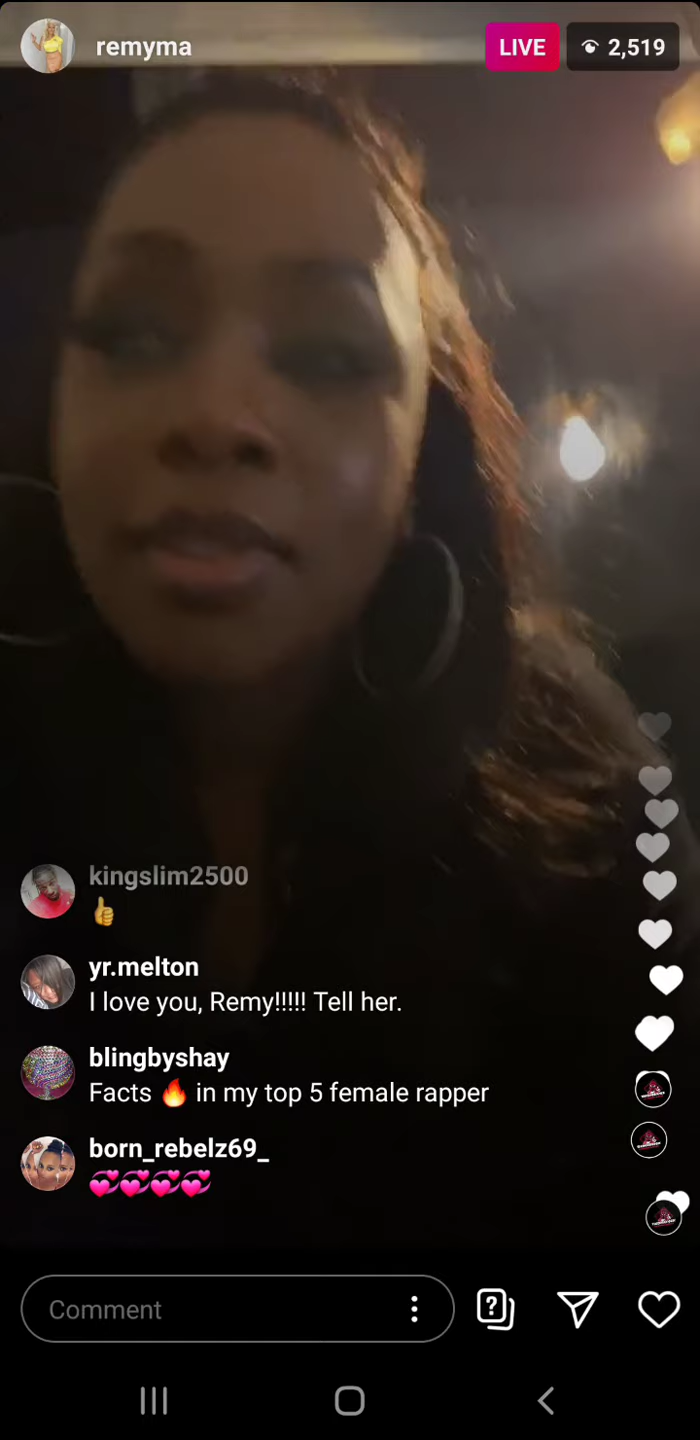 remyma
LIVE
2,519
kingslim2500
👍
yr.melton
I love you, Remy!!!!! Tell her.
blingbyshay
Facts 🔥 in my top 5 female rapper
born_rebelz69_
💞💞💞💞
Comment
?